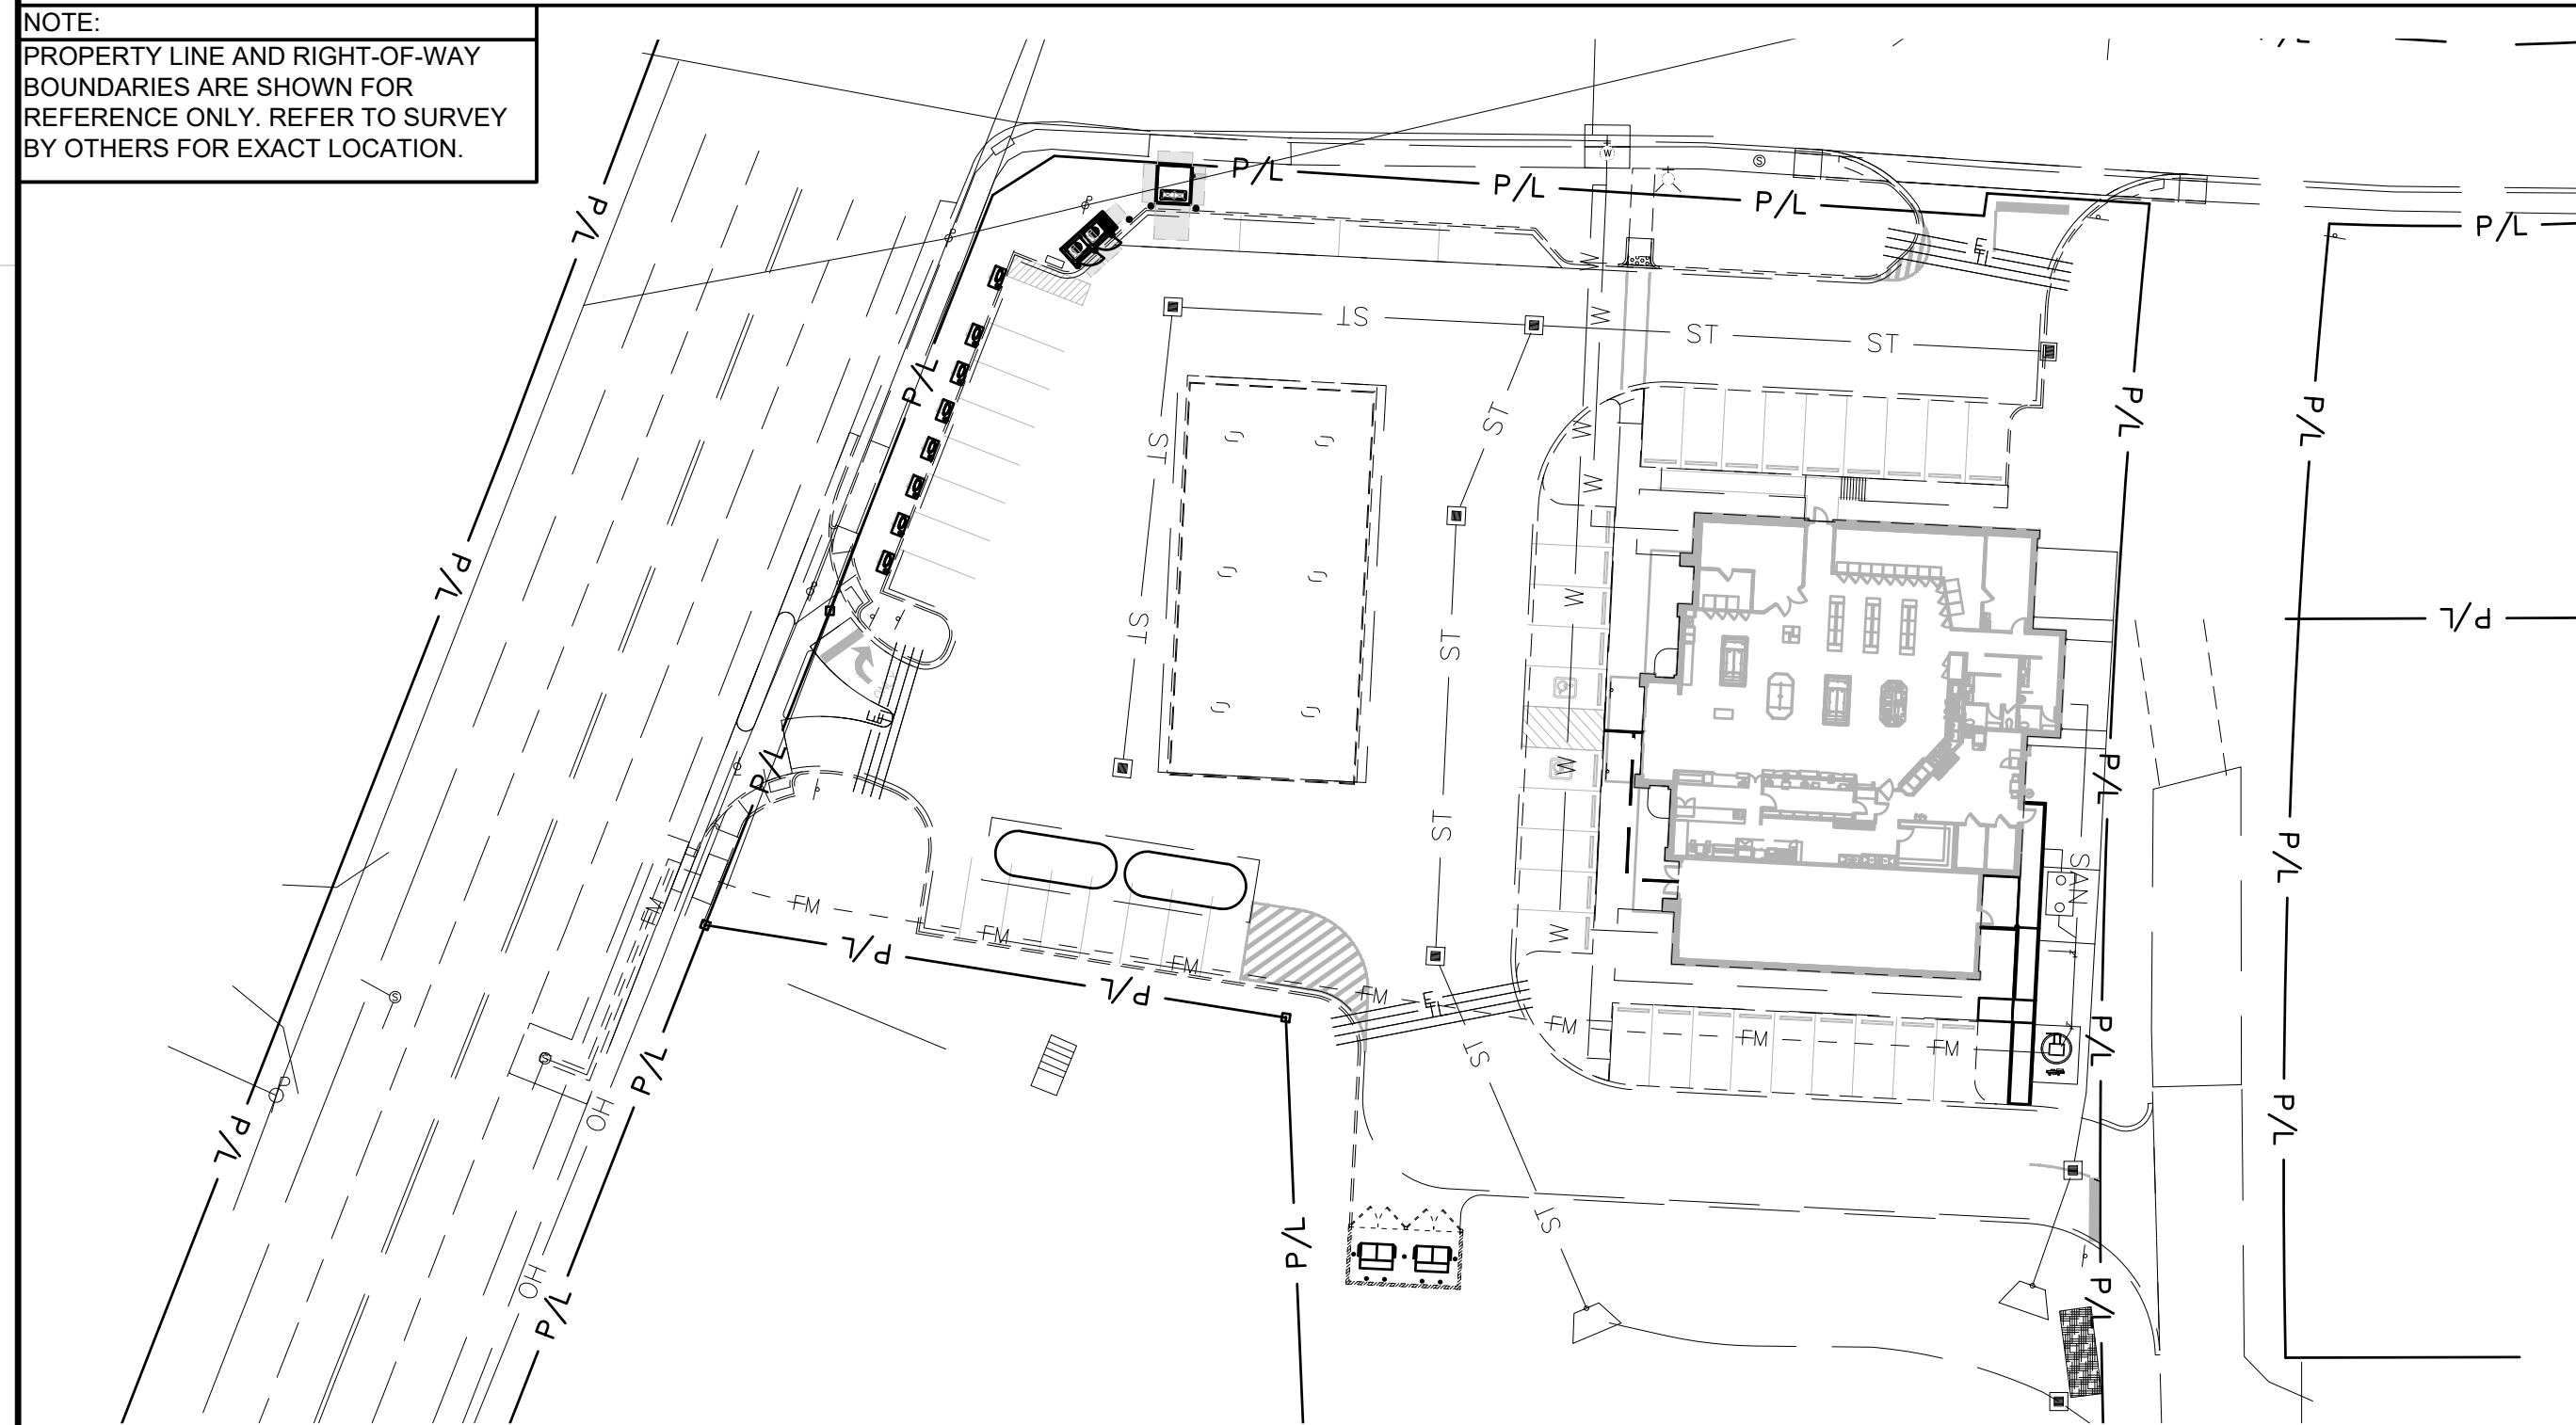 NOTE:
PROPERTY LINE AND RIGHT-OF-WAY
BOUNDARIES ARE SHOWN FOR
REFERENCE ONLY. REFER TO SURVEY
BY OTHERS FOR EXACT LOCATION.
P/L
P/L
P/L
P/L
P/L
W
S
E
TL
P/L
W
W
ST
ST
ST
P/L
P/L
P/L
ST
ST
W
W
P/L
W
P/L
ST
ST
E
W
P/L
P/L
ST
P/L
SAN
FM
FM
FM
FM
W
P/L
P/L
S
FM
E
TL
FM
FM
FM
P/L
S
P/L
ST
OH
P/L
P/L
ST
P/L
OH
P/L
P/L